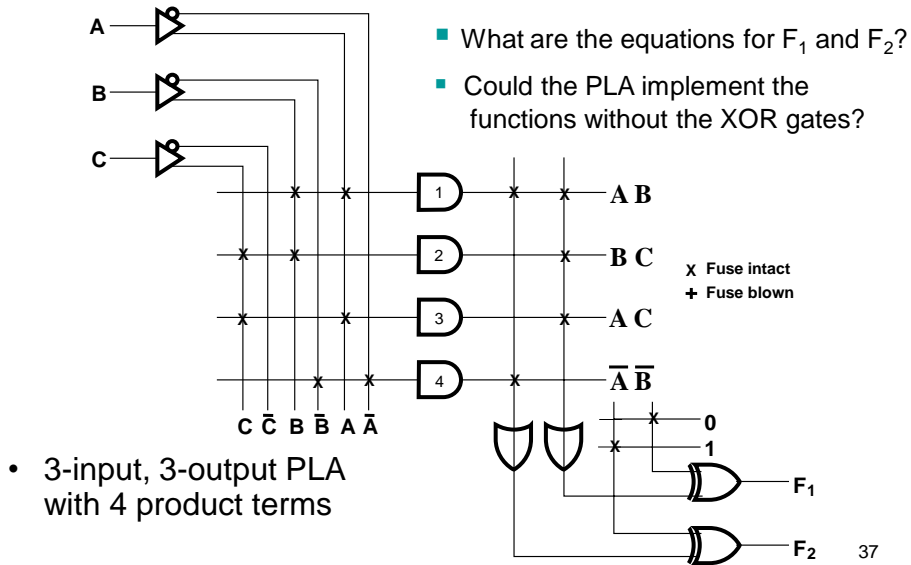 A
B
C
▪ What are the equations for F₁ and F₂?
▪ Could the PLA implement the
functions without the XOR gates?
1
A B
2
B C
X Fuse intact
+ Fuse blown
3
A C
4
A̅ B̅
C C̅ B B̅ A A̅
0
1
• 3-input, 3-output PLA
with 4 product terms
F₁
F₂
37